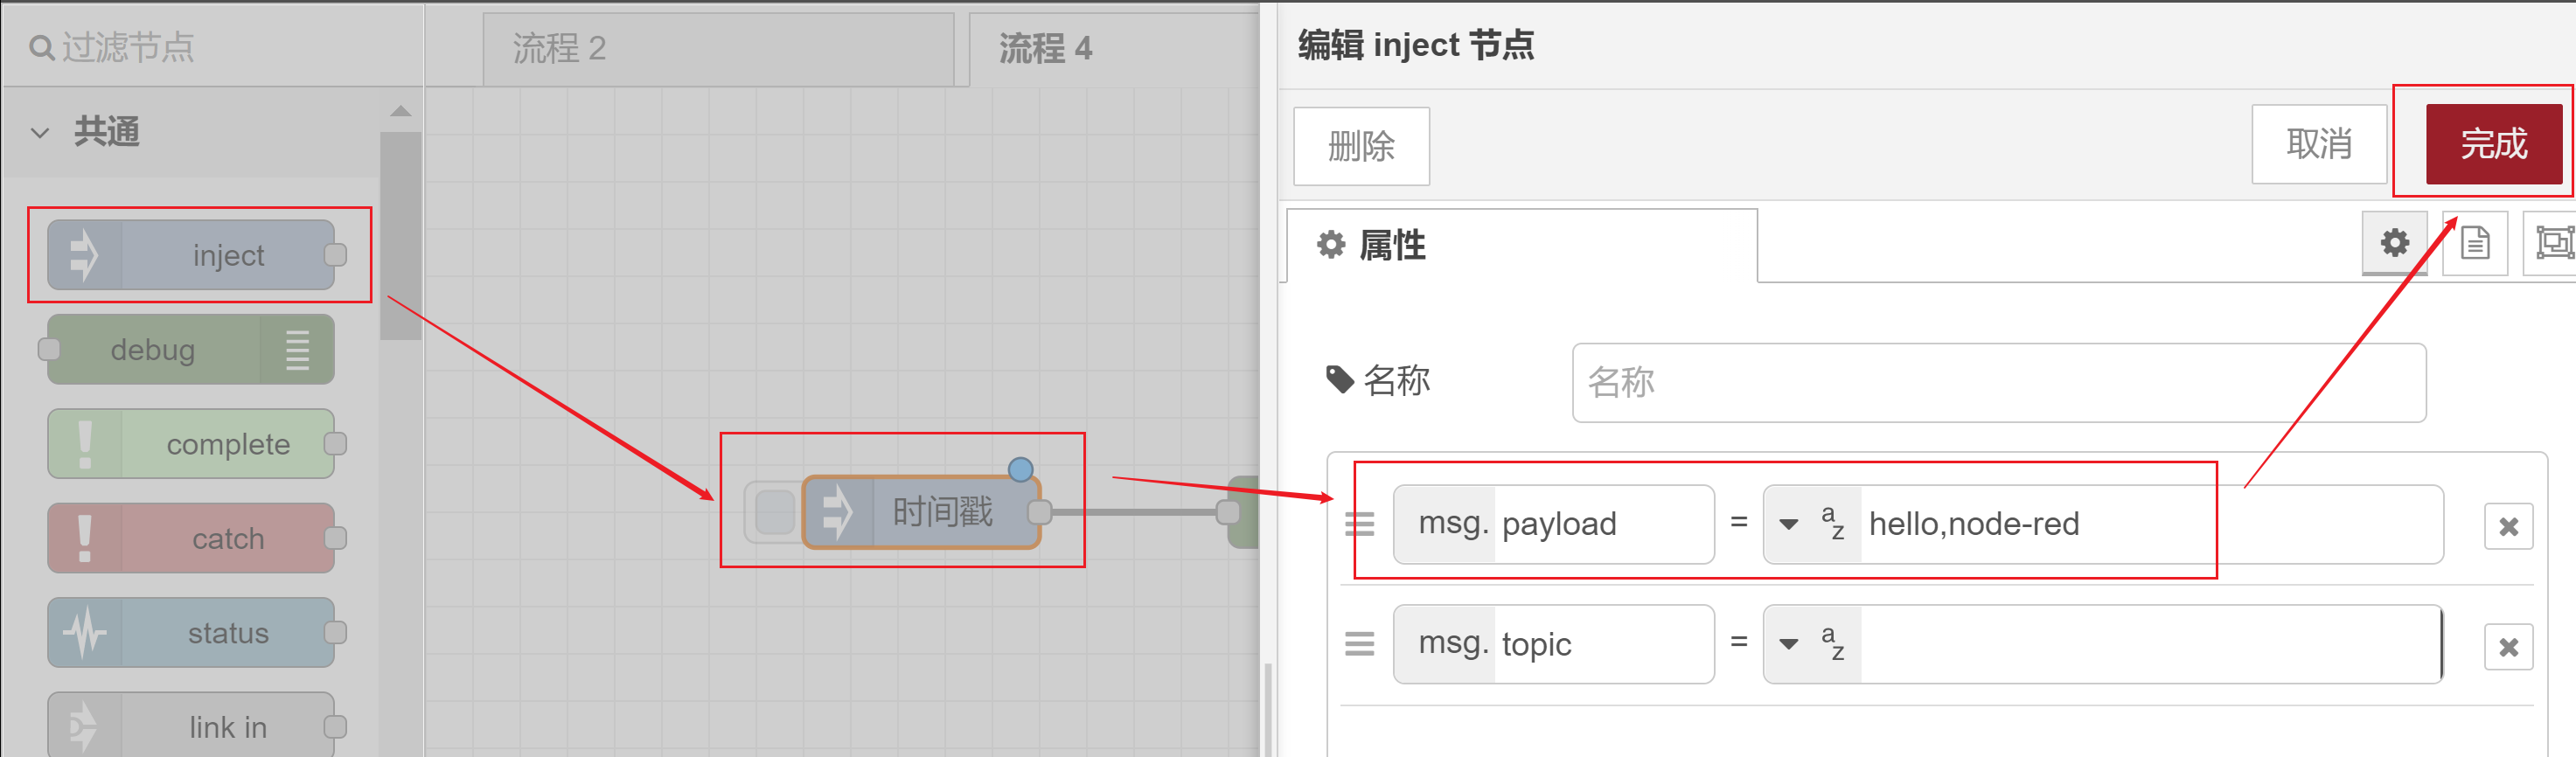 过滤节点
共通
inject
debug
complete
catch
status
link in
流程 2
流程 4
时间戳
编辑 inject 节点
删除
取消
完成
属性
名称
名称
msg. payload = a z hello,node-red
msg. topic = a z